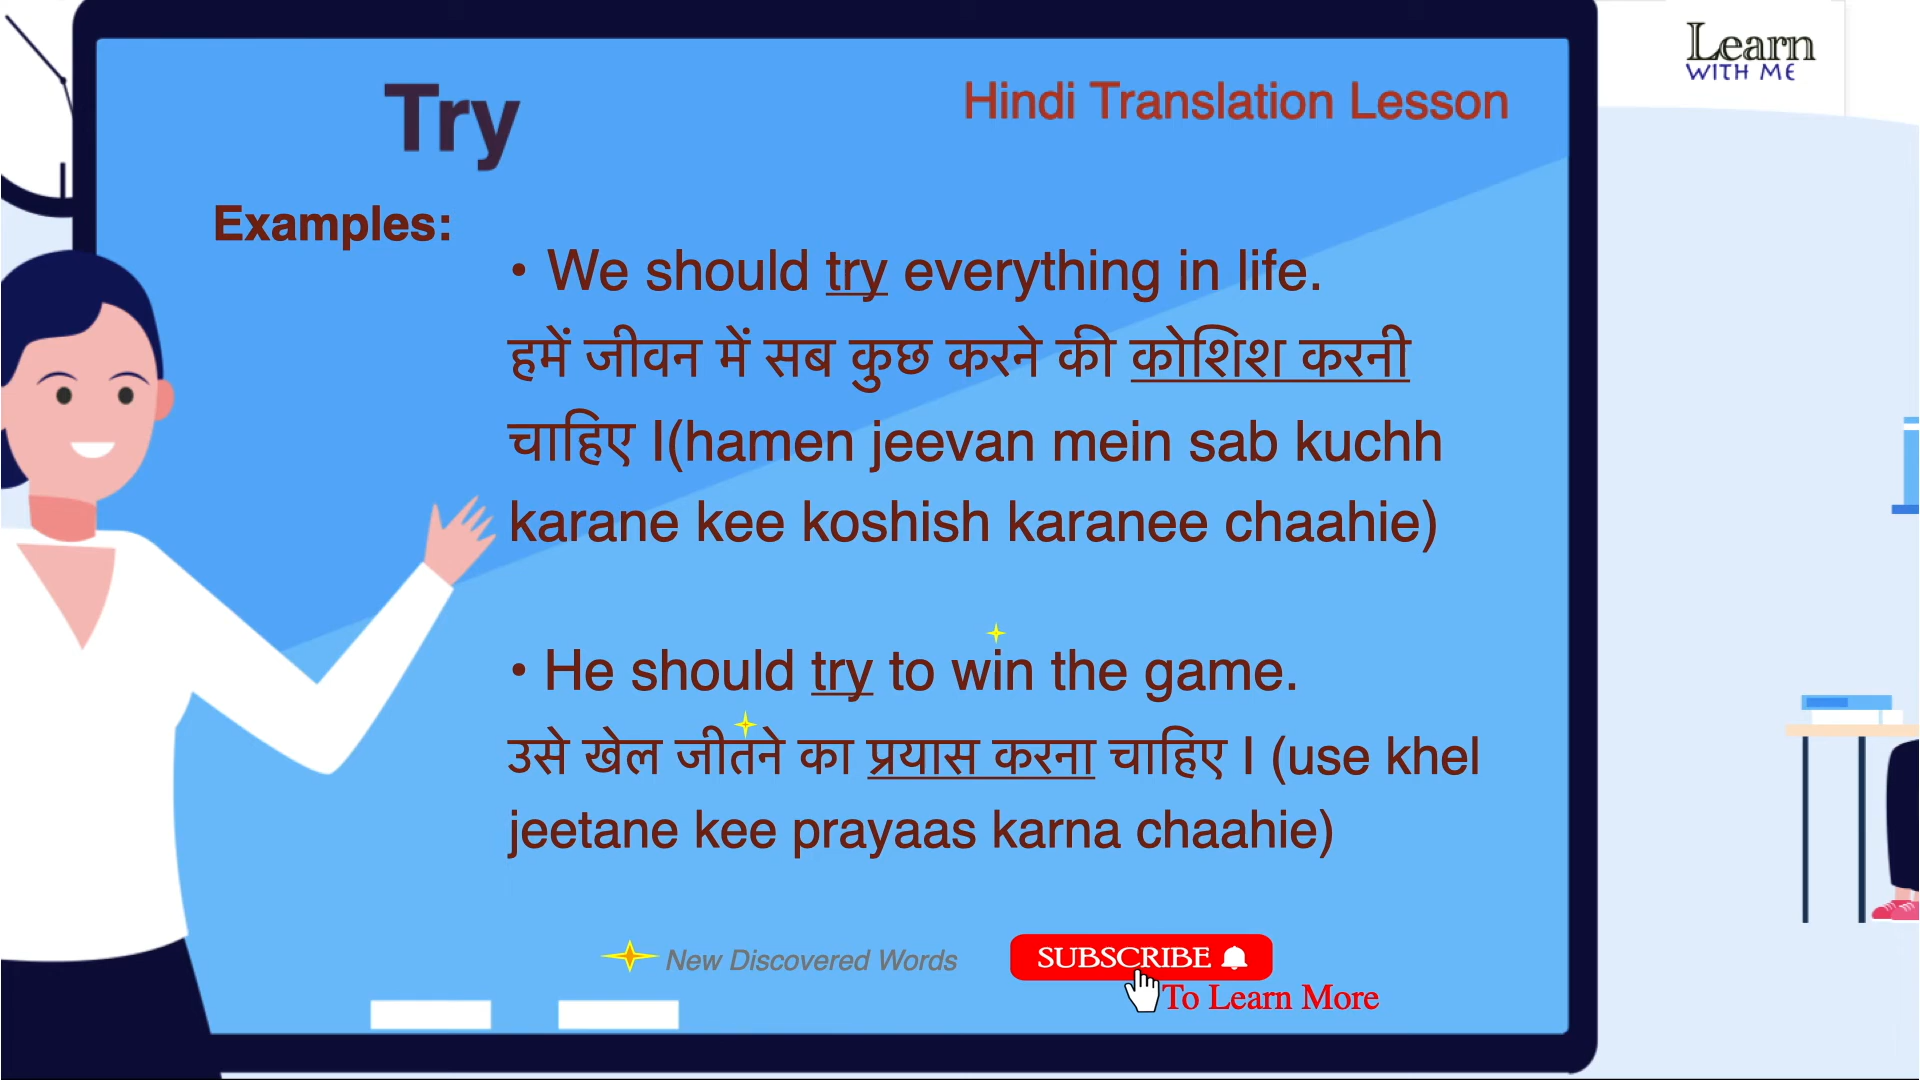 Learn
WITH ME
Try
Hindi Translation Lesson
Examples:
• We should try everything in life.
हमें जीवन में सब कुछ करने की कोशिश करनी
चाहिए l(hamen jeevan mein sab kuchh
karane kee koshish karanee chaahie)
• He should try to win the game.
उसे खेल जीतने का प्रयास करना चाहिए l (use khel
jeetane kee prayaas karna chaahie)
New Discovered Words
SUBSCRIBE
To Learn More